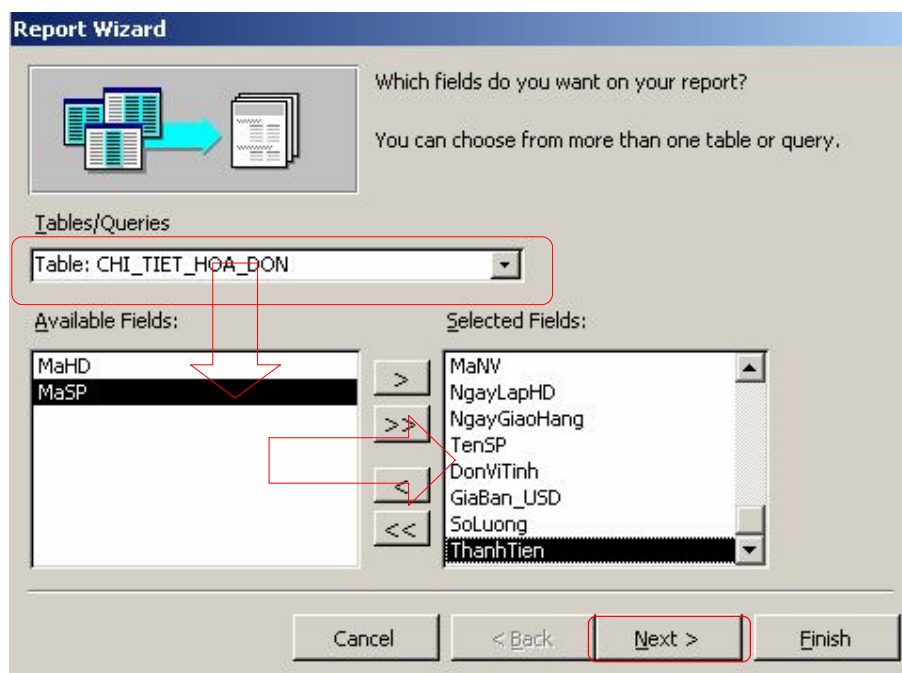 Report Wizard
Which fields do you want on your report?
You can choose from more than one table or query.
Tables/Queries
Table: CHI_TIET_HOA_DON
Available Fields:
Selected Fields:
MaHD
MaSP
>
>>
<
<<
MaNV
NgayLapHD
NgayGiaoHang
TenSP
DonViTinh
GiaBan_USD
SoLuong
ThanhTien
Cancel
< Back
Next >
Finish